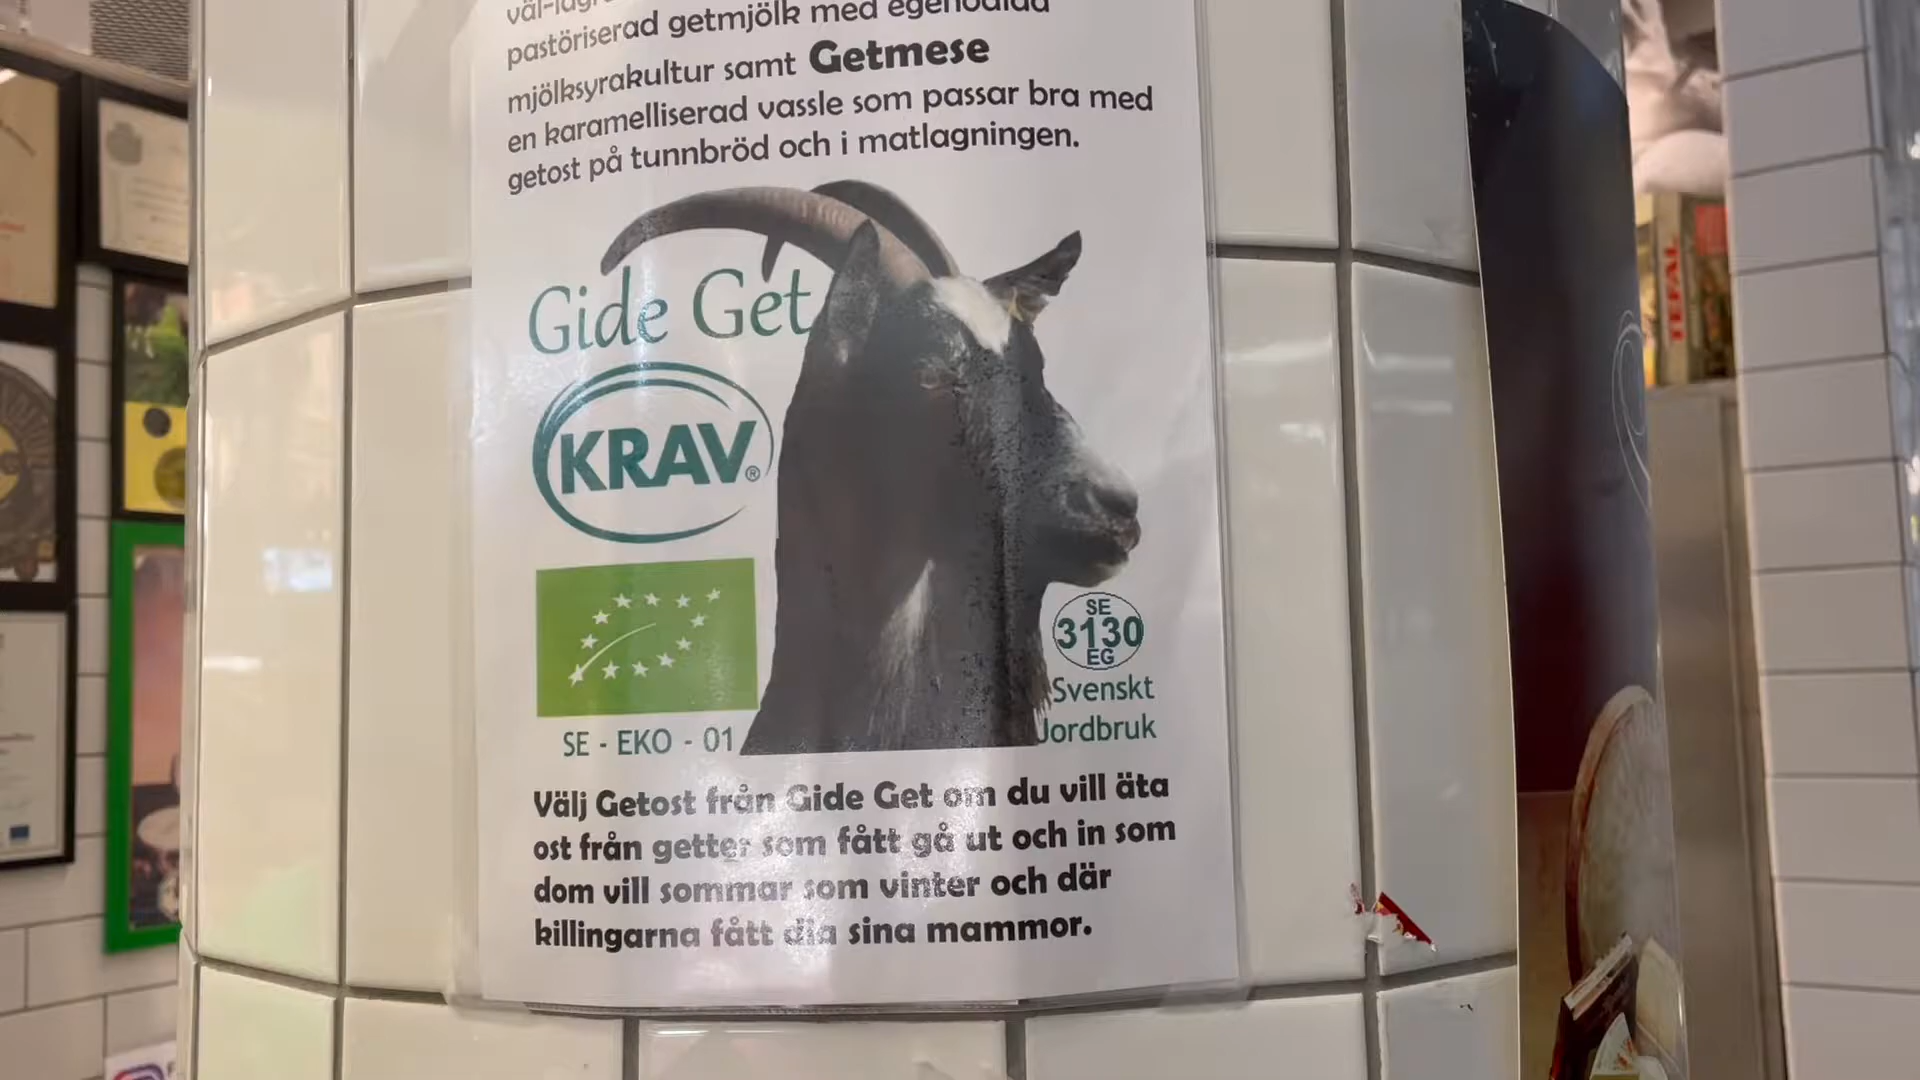 pastöriserad getmjölk med egenodlad
mjölksyrakultur samt Getmese
en karamelliserad vassle som passar bra med
getost på tunnbröd och i matlagningen.
Gide Get
KRAV®
SE - EKO - 01
SE
3130
EG
Svenskt
Jordbruk
Välj Getost från Gide Get om du vill äta
ost från getter som fått gå ut och in som
dom vill sommar som vinter och där
killingarna fått dia sina mammor.
TEFAL